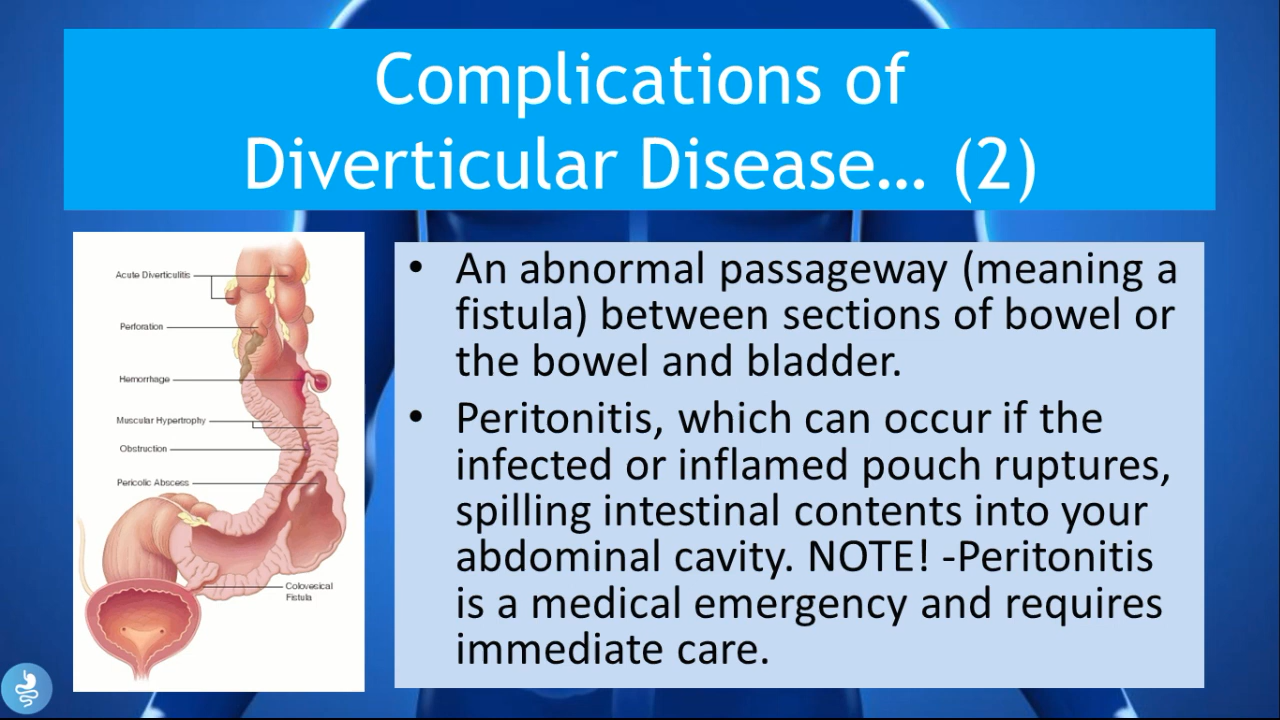 Complications of
Diverticular Disease... (2)
Acute Diverticulitis
Perforation
Hemorrhage
Muscular Hypertrophy
Obstruction
Pericolic Abscess
Colovesical
Fistula
• An abnormal passageway (meaning a
fistula) between sections of bowel or
the bowel and bladder.
• Peritonitis, which can occur if the
infected or inflamed pouch ruptures,
spilling intestinal contents into your
abdominal cavity. NOTE! -Peritonitis
is a medical emergency and requires
immediate care.